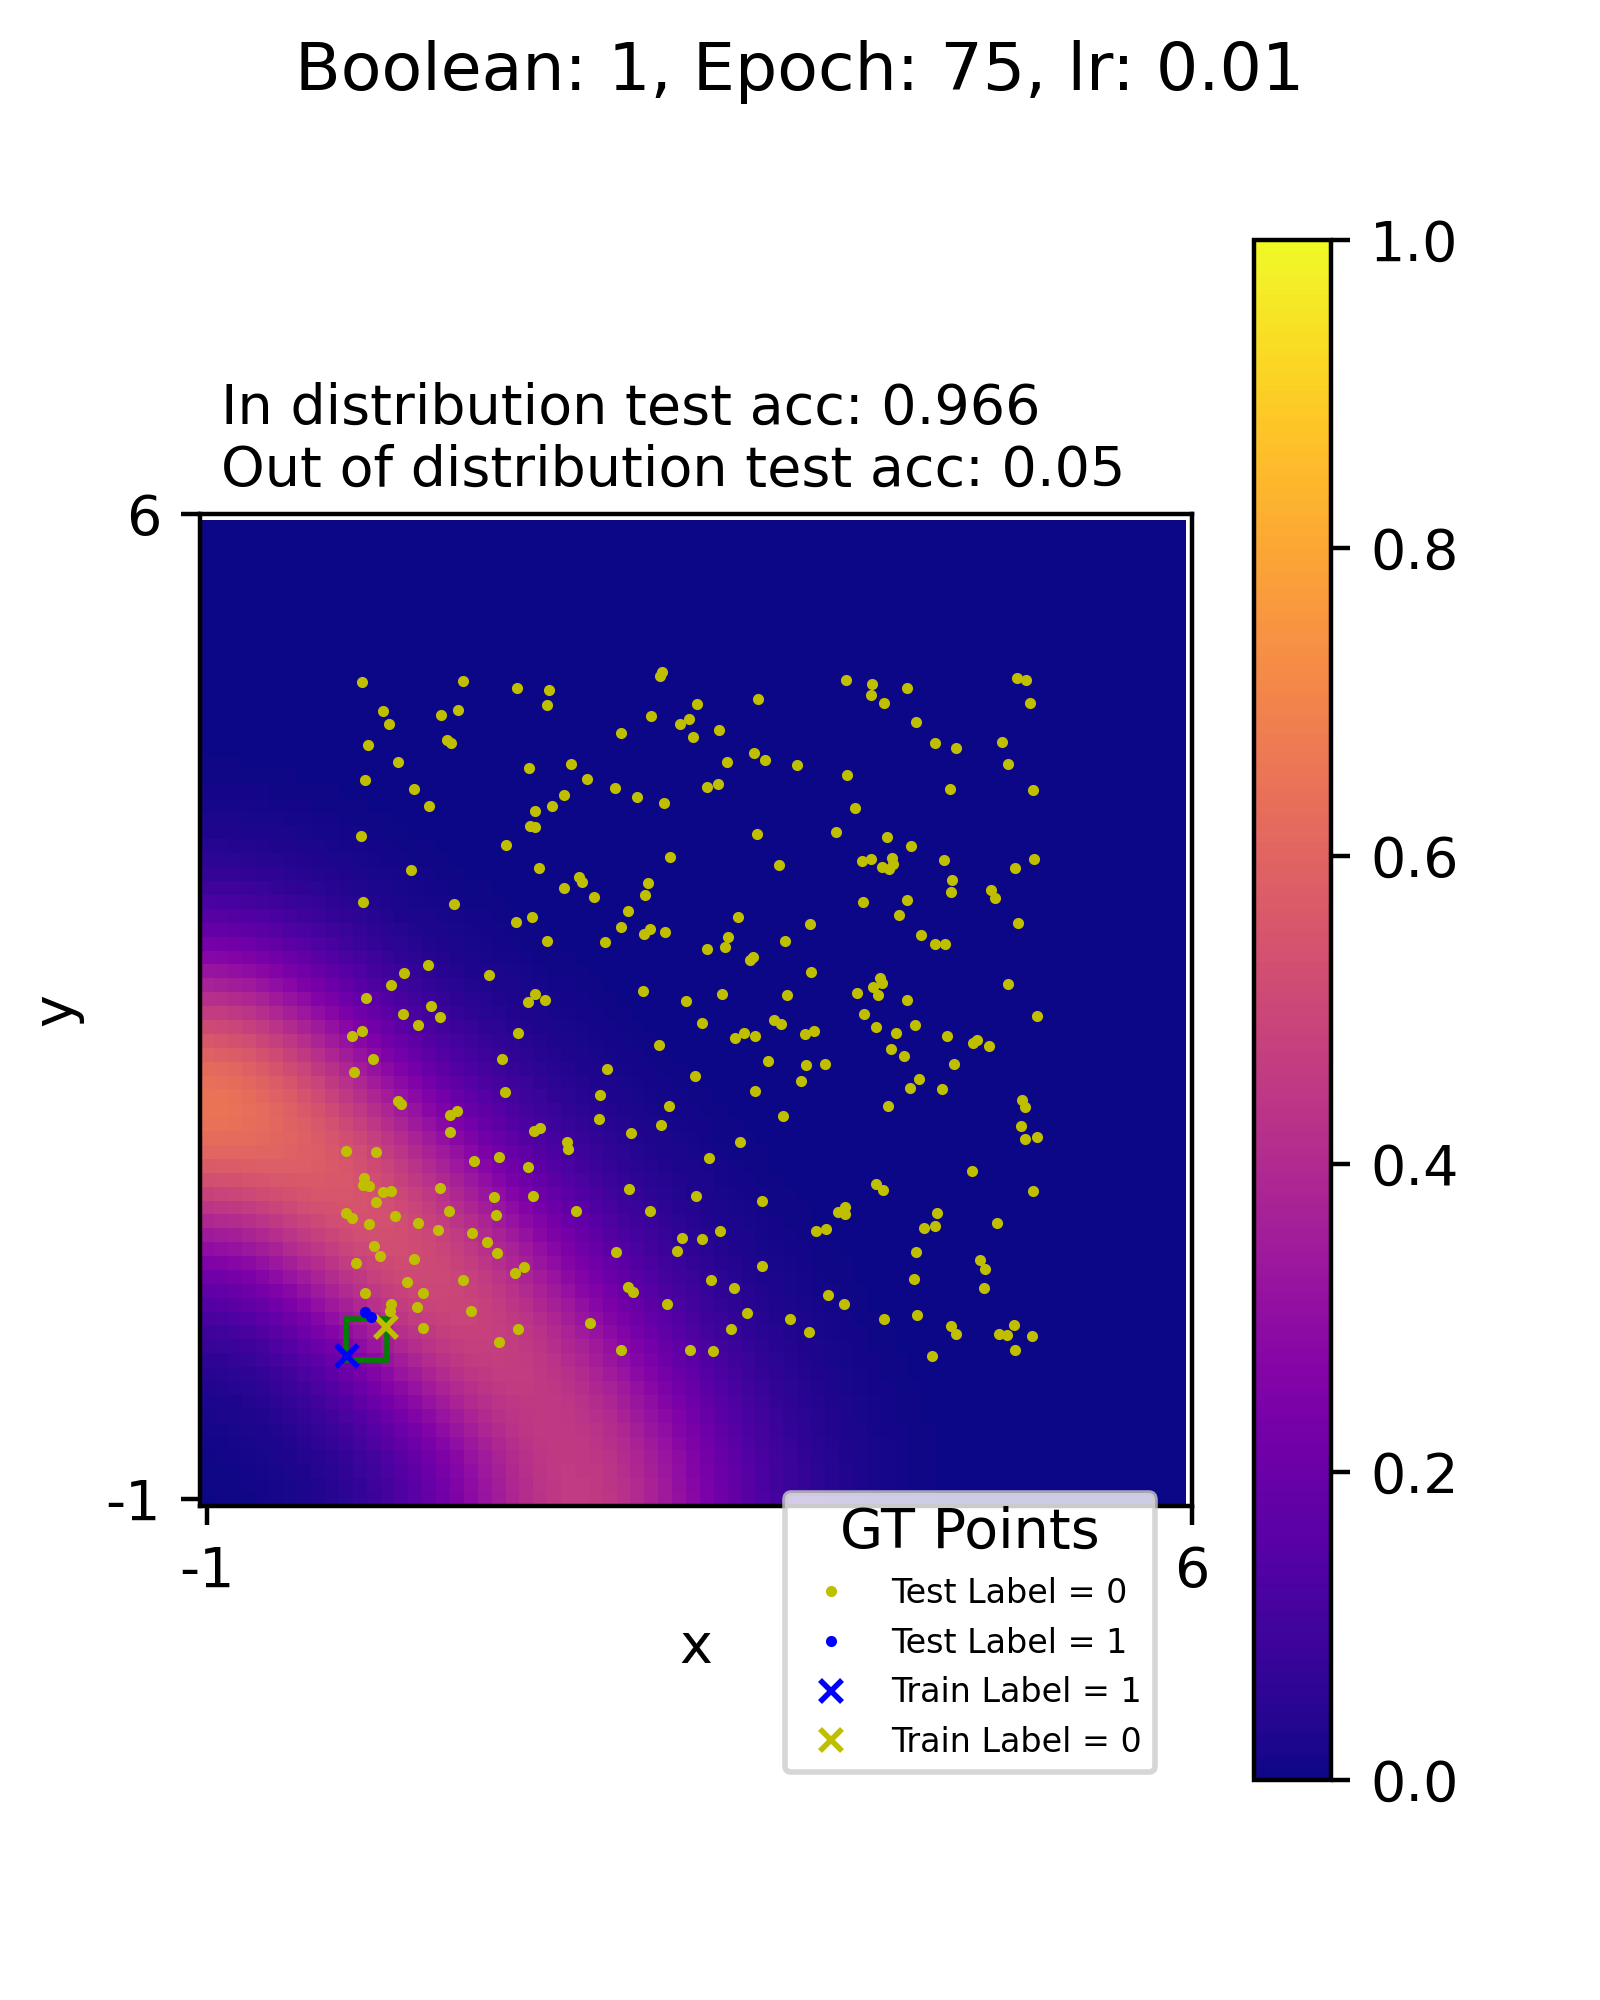 Boolean: 1, Epoch: 75, lr: 0.01
In distribution test acc: 0.966
Out of distribution test acc: 0.05
6
y
-1
-1
6
x
GT Points
Test Label = 0
Test Label = 1
Train Label = 1
Train Label = 0
1.0
0.8
0.6
0.4
0.2
0.0